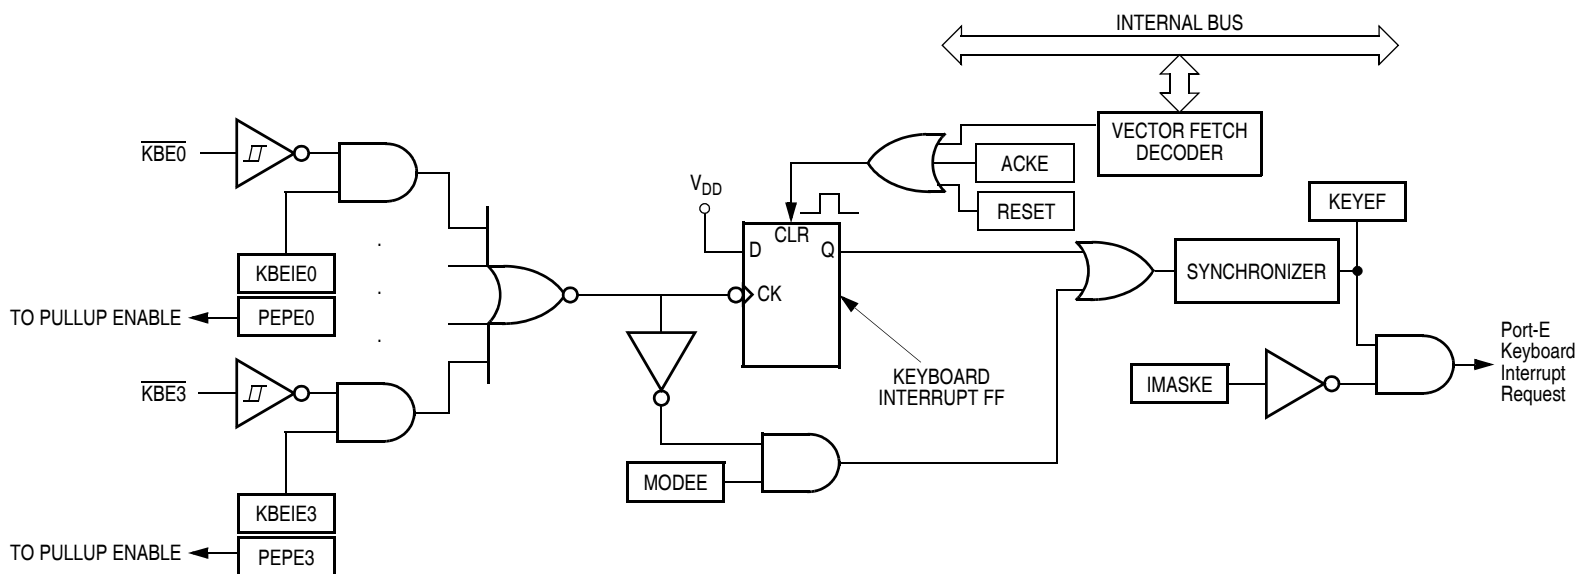 INTERNAL BUS
VECTOR FETCH
DECODER
KBE0
ACKE
VDD
RESET
KEYEF
CLR
D
Q
KBEIE0
SYNCHRONIZER
CK
TO PULLUP ENABLE
PEPE0
Port-E
Keyboard
Interrupt
Request
KEYBOARD
INTERRUPT FF
IMASKE
KBE3
MODEE
KBEIE3
TO PULLUP ENABLE
PEPE3